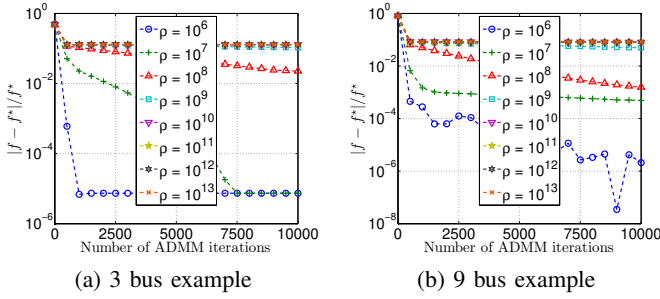 10^0
10^-2
10^-4
10^-6
|f − f*|/f*
0 2500 5000 7500 10000
Number of ADMM iterations
ρ = 10^6
ρ = 10^7
ρ = 10^8
ρ = 10^9
ρ = 10^10
ρ = 10^11
ρ = 10^12
ρ = 10^13
(a) 3 bus example
10^0
10^-2
10^-4
10^-6
10^-8
|f − f*|/f*
0 2500 5000 7500 10000
Number of ADMM iterations
ρ = 10^6
ρ = 10^7
ρ = 10^8
ρ = 10^9
ρ = 10^10
ρ = 10^11
ρ = 10^12
ρ = 10^13
(b) 9 bus example